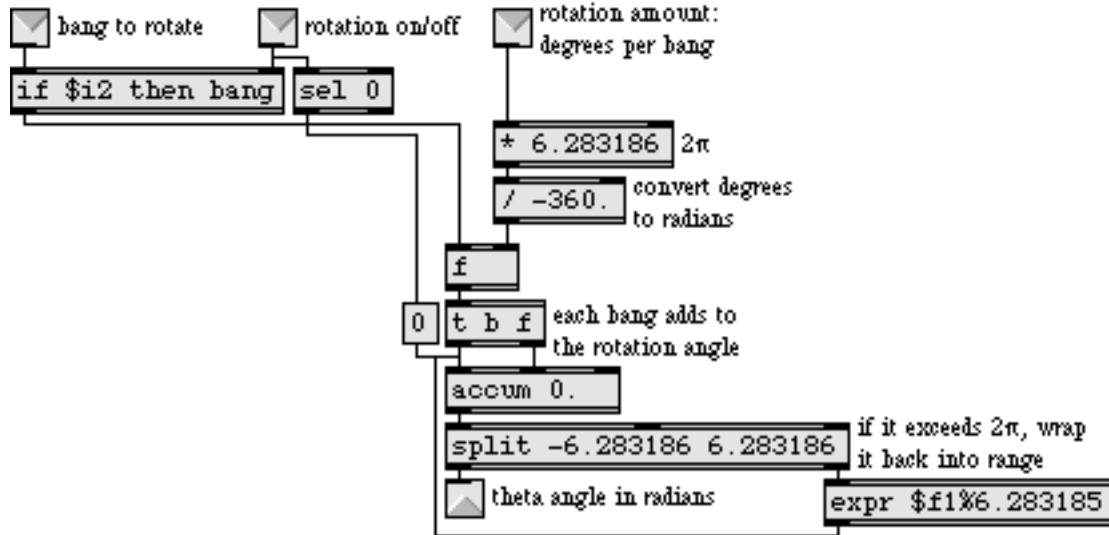 bang to rotate
rotation on/off
rotation amount:
degrees per bang
if $i2 then bang
sel 0
* 6.283186
2π
/ -360.
convert degrees
to radians
f
0
t b f
each bang adds to
the rotation angle
accum 0.
split -6.283186 6.283186
if it exceeds 2π, wrap
it back into range
theta angle in radians
expr $f1%6.283185